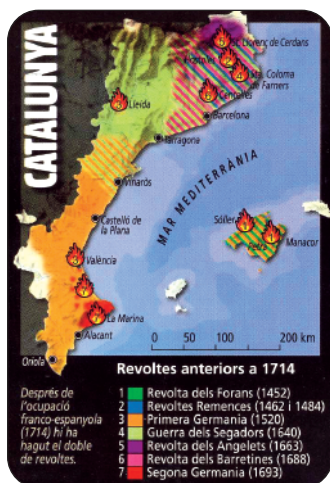 CATALUNYA
St. Llorenç de Cerdans
Sta. Coloma
de Farners
Centelles
Lleida
Barcelona
Tarragona
Vinaròs
MAR MEDITERRÀNIA
Castelló de
la Plana
Sóller
Petra
Manacor
València
La Marina
Alacant
Oriola
0 50 100 200 km
Revoltes anteriors a 1714
Després de
l'ocupació
franco-espanyola
(1714) hi ha
hagut el doble
de revoltes.
1 Revolta dels Forans (1452)
2 Revoltes Remences (1462 i 1484)
3 Primera Germania (1520)
4 Guerra dels Segadors (1640)
5 Revolta dels Angelets (1663)
6 Revolta dels Barretines (1688)
7 Segona Germania (1693)